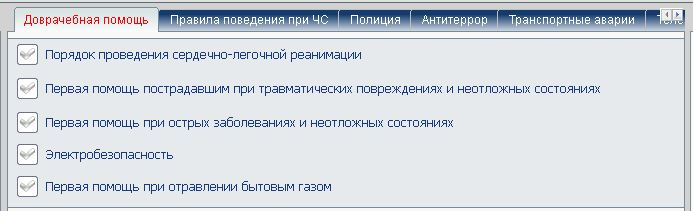 Доврачебная помощь Правила поведения при ЧС Полиция Антитеррор Транспортные аварии
Порядок проведения сердечно-легочной реанимации
Первая помощь пострадавшим при травматических повреждениях и неотложных состояниях
Первая помощь при острых заболеваниях и неотложных состояниях
Электробезопасность
Первая помощь при отравлении бытовым газом